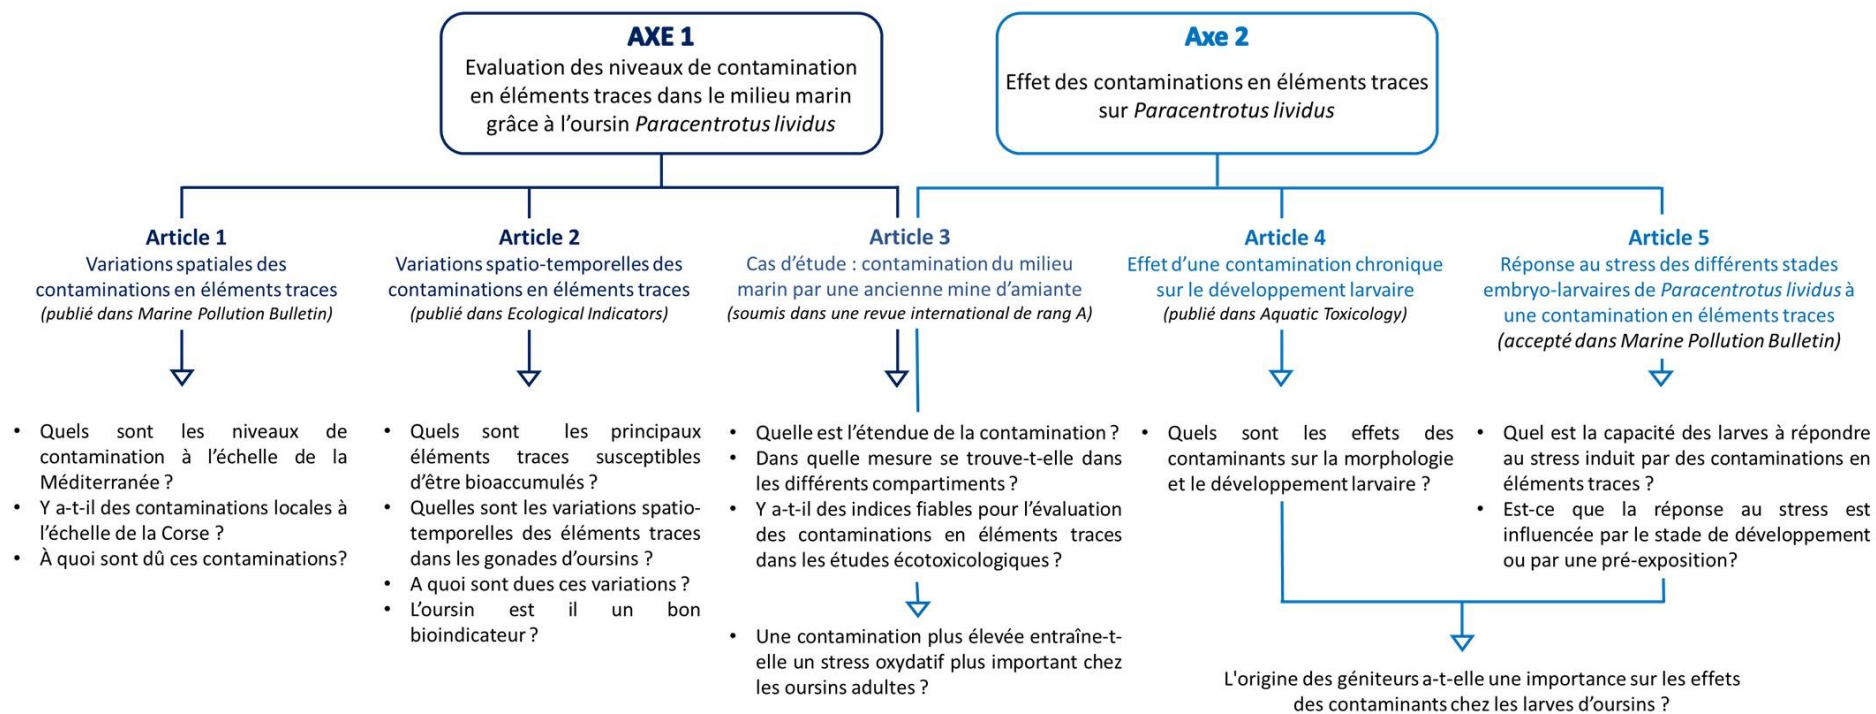 AXE 1
Evaluation des niveaux de contamination
en éléments traces dans le milieu marin
grâce à l'oursin Paracentrotus lividus
Axe 2
Effet des contaminations en éléments traces
sur Paracentrotus lividus
Article 1
Variations spatiales des
contaminations en éléments traces
(publié dans Marine Pollution Bulletin)
Article 2
Variations spatio-temporelles des
contaminations en éléments traces
(publié dans Ecological Indicators)
Article 3
Cas d'étude : contamination du milieu
marin par une ancienne mine d'amiante
(soumis dans une revue international de rang A)
Article 4
Effet d'une contamination chronique
sur le développement larvaire
(publié dans Aquatic Toxicology)
Article 5
Réponse au stress des différents stades
embryo-larvaires de Paracentrotus lividus à
une contamination en éléments traces
(accepté dans Marine Pollution Bulletin)
• Quels sont les niveaux de
contamination à l'échelle de la
Méditerranée ?
• Y a-t-il des contaminations locales à
l'échelle de la Corse ?
• À quoi sont dû ces contaminations?
• Quels sont les principaux
éléments traces susceptibles
d'être bioaccumulés ?
• Quelles sont les variations spatio-
temporelles des éléments traces
dans les gonades d'oursins ?
• A quoi sont dues ces variations ?
• L'oursin est il un bon
bioindicateur ?
• Quelle est l'étendue de la contamination ?
• Dans quelle mesure se trouve-t-elle dans
les différents compartiments ?
• Y a-t-il des indices fiables pour l'évaluation
des contaminations en éléments traces
dans les études écotoxicologiques ?
• Une contamination plus élevée entraîne-t-
elle un stress oxydatif plus important chez
les oursins adultes ?
• Quels sont les effets des
contaminants sur la morphologie
et le développement larvaire ?
• Quel est la capacité des larves à répondre
au stress induit par des contaminations en
éléments traces ?
• Est-ce que la réponse au stress est
influencée par le stade de développement
ou par une pré-exposition?
L'origine des géniteurs a-t-elle une importance sur les effets
des contaminants chez les larves d'oursins ?